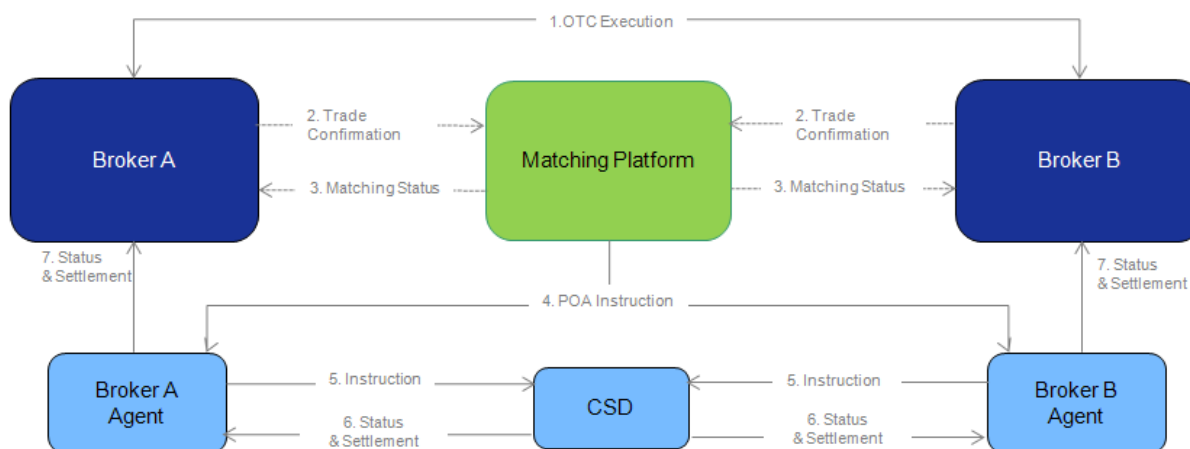 1.OTC Execution
2. Trade
Confirmation
2. Trade
Confirmation
Broker A
Matching Platform
Broker B
3. Matching Status
3. Matching Status
7. Status
& Settlement
7. Status
& Settlement
4. POA Instruction
Broker A
Agent
5. Instruction
CSD
5. Instruction
Broker B
Agent
6. Status
& Settlement
6. Status
& Settlement